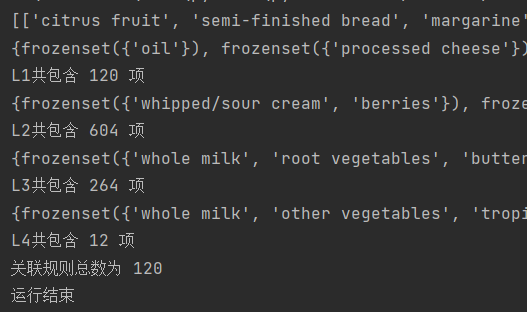 [['citrus fruit', 'semi-finished bread', 'margarine'
{frozenset({'oil'}), frozenset({'processed cheese'})
L1共包含 120 项
{frozenset({'whipped/sour cream', 'berries'}), froze
L2共包含 604 项
{frozenset({'whole milk', 'root vegetables', 'butter
L3共包含 264 项
{frozenset({'whole milk', 'other vegetables', 'tropi
L4共包含 12 项
关联规则总数为 120
运行结束